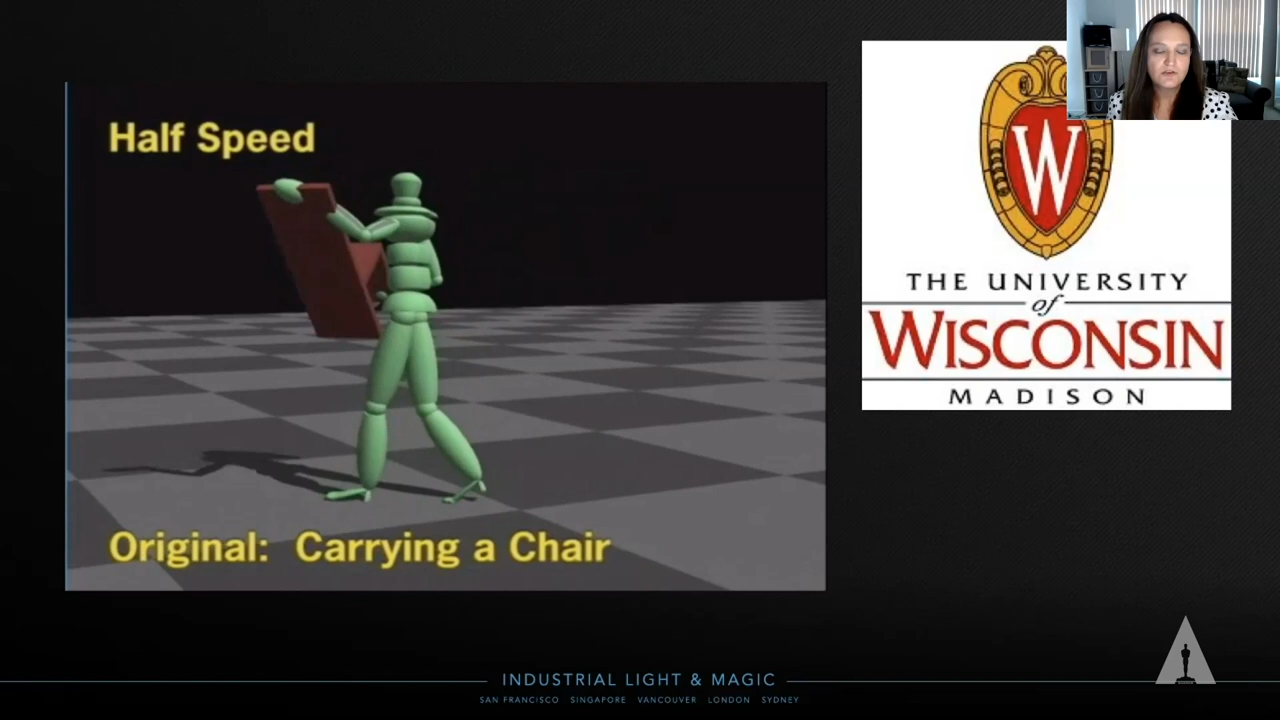 Half Speed
Original: Carrying a Chair
W
THE UNIVERSITY
of
WISCONSIN
MADISON
INDUSTRIAL LIGHT & MAGIC
SAN FRANCISCO SINGAPORE VANCOUVER LONDON SYDNEY